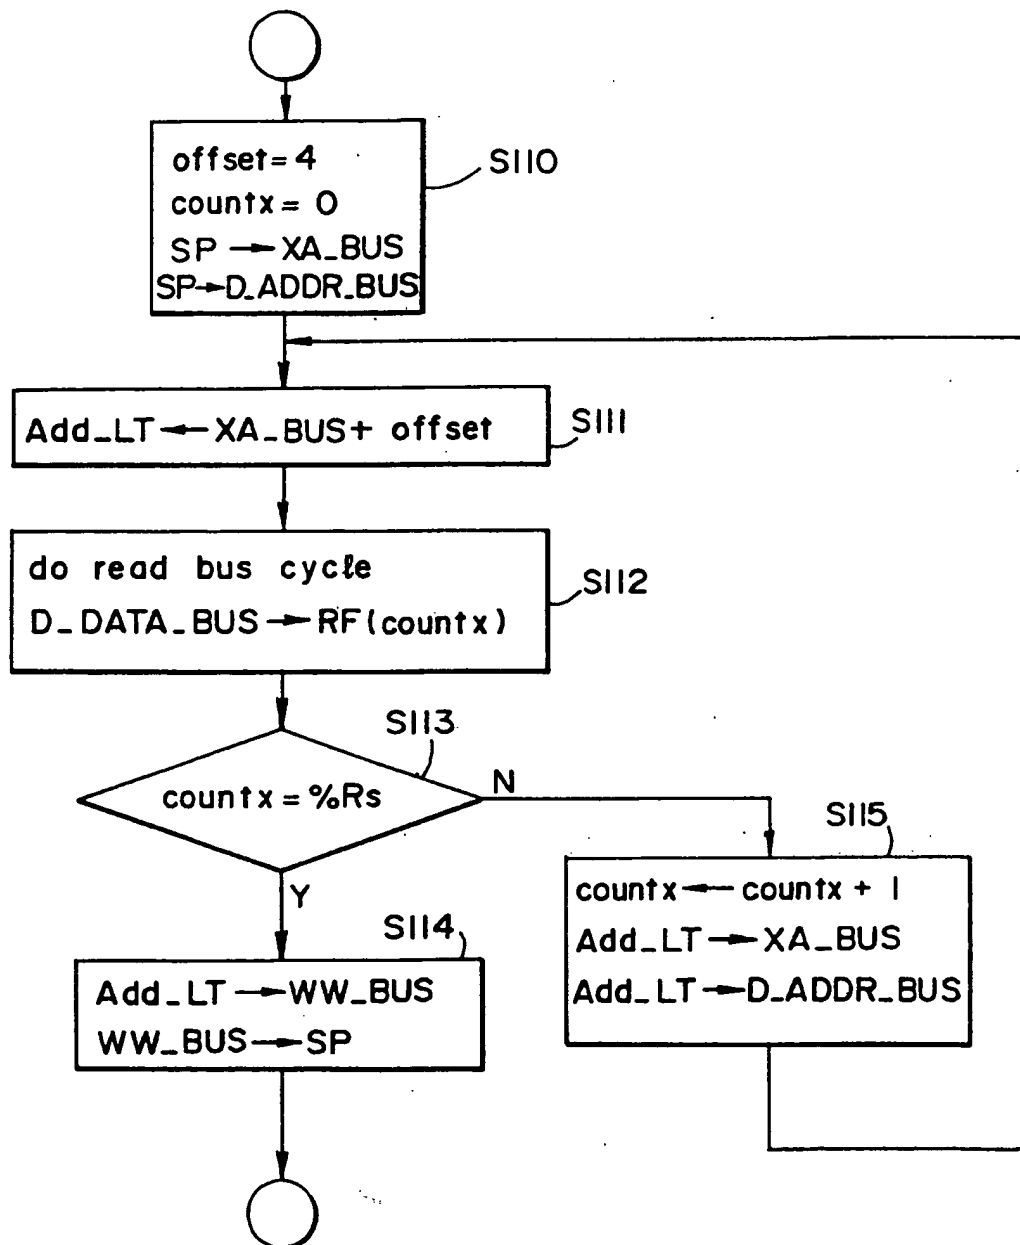 offset=4
countx=0
SP→XA_BUS
SP→D_ADDR_BUS
S110
Add_LT←XA_BUS+ offset
S111
do read bus cycle
D_DATA_BUS→RF(countx)
S112
S113
countx=%Rs
N
Y
S115
countx←countx+1
Add_LT→XA_BUS
Add_LT→D_ADDR_BUS
S114
Add_LT→WW_BUS
WW_BUS→SP